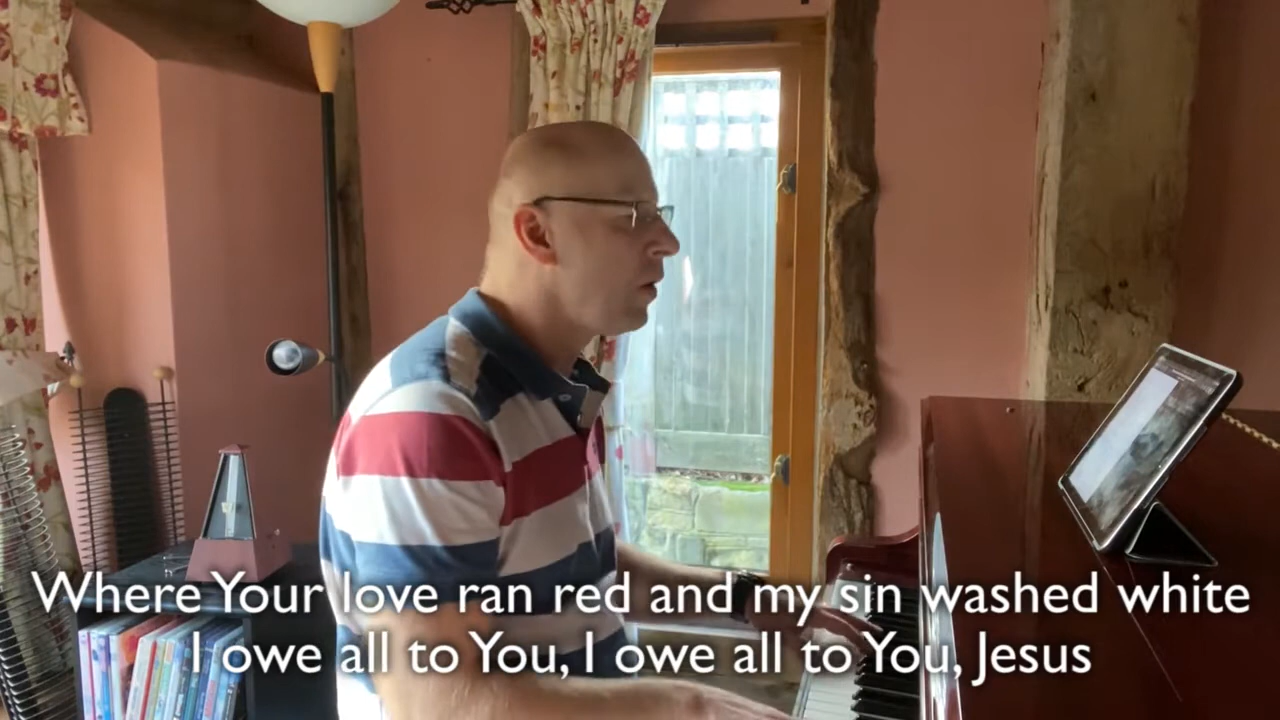 Where Your love ran red and my sin washed white
I owe all to You, I owe all to You, Jesus